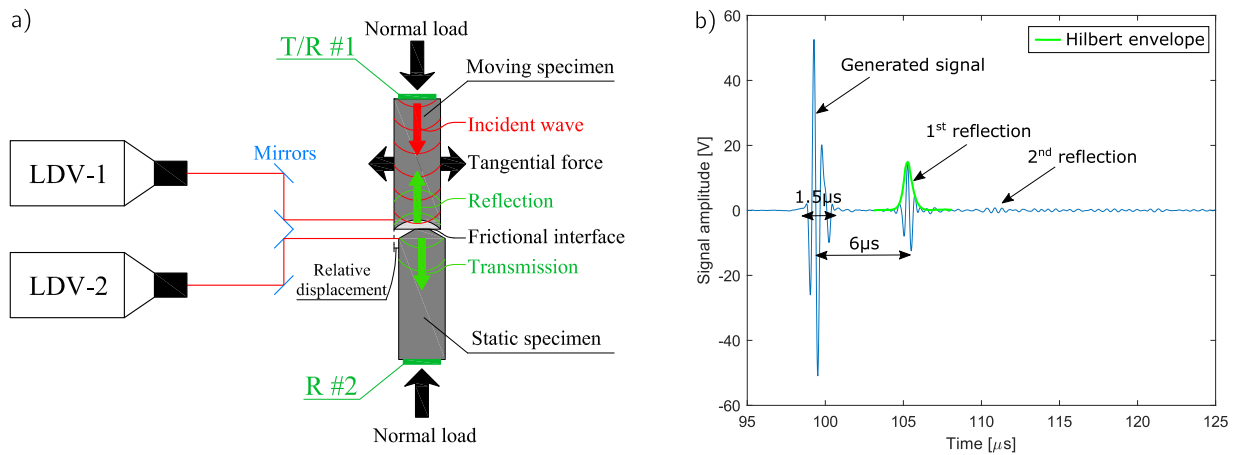 a)
Normal load
T/R #1
Moving specimen
Incident wave
Mirrors
LDV-1
Tangential force
Reflection
Frictional interface
Relative
displacement
Transmission
LDV-2
Static specimen
R #2
Normal load
b)
Hilbert envelope
Generated signal
1st reflection
2nd reflection
1.5µs
6µs
Signal amplitude [V]
60
40
20
0
-20
-40
-60
95
100
105
110
115
120
125
Time [µs]